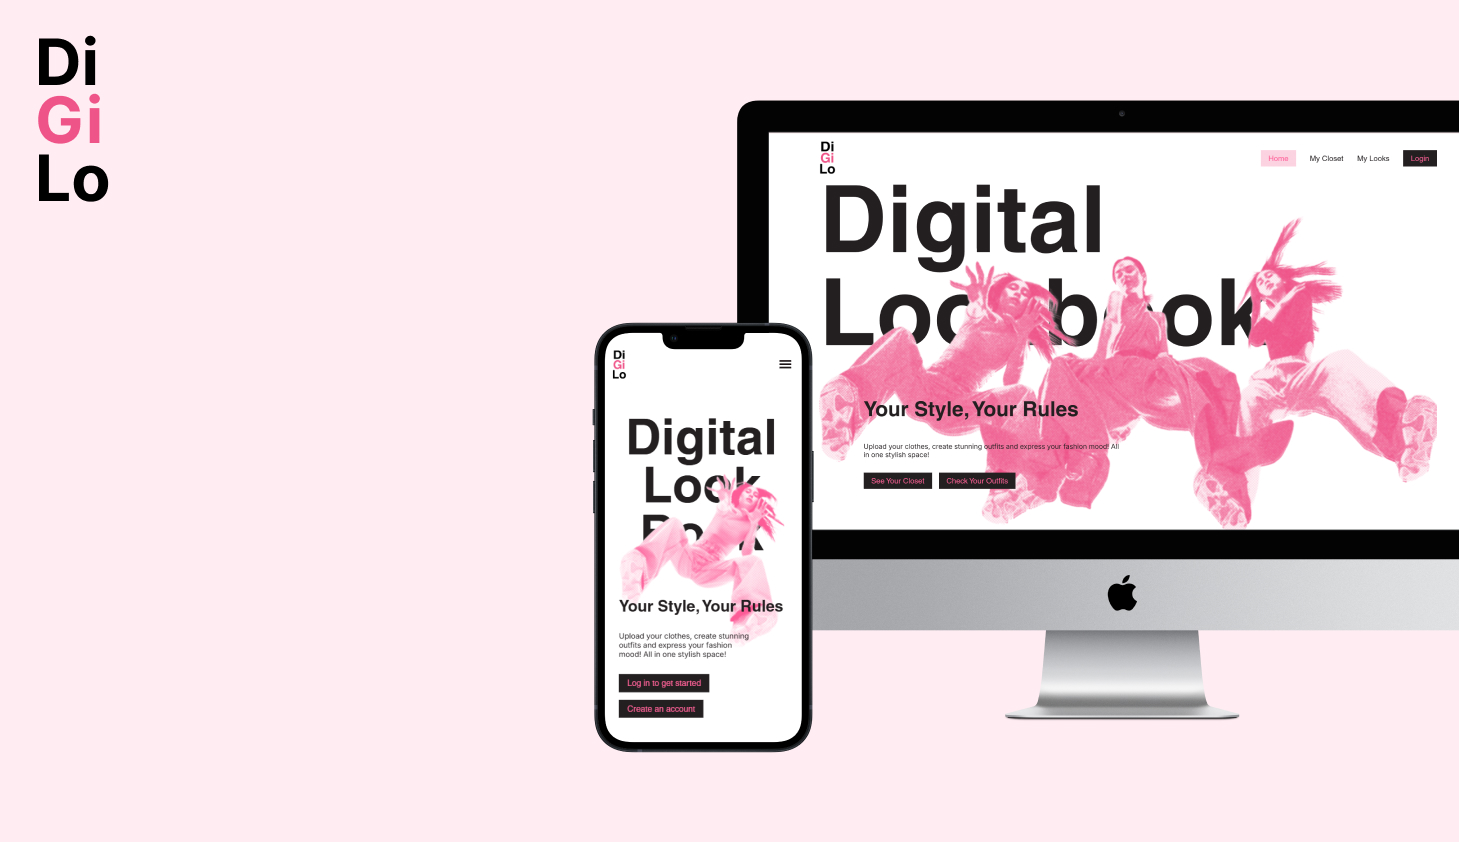 Di
Gi
Lo
Di
Gi
Lo
Home
My Closet
My Looks
Login
Digital
Lookbook
Your Style, Your Rules
Upload your clothes, create stunning outfits and express your fashion mood! All
in one stylish space!
See Your Closet
Check Your Outfits
Di
Gi
Lo
Digital
Look
Book
Your Style, Your Rules
Upload your clothes, create stunning
outfits and express your fashion
mood! All in one stylish space!
Log in to get started
Create an account